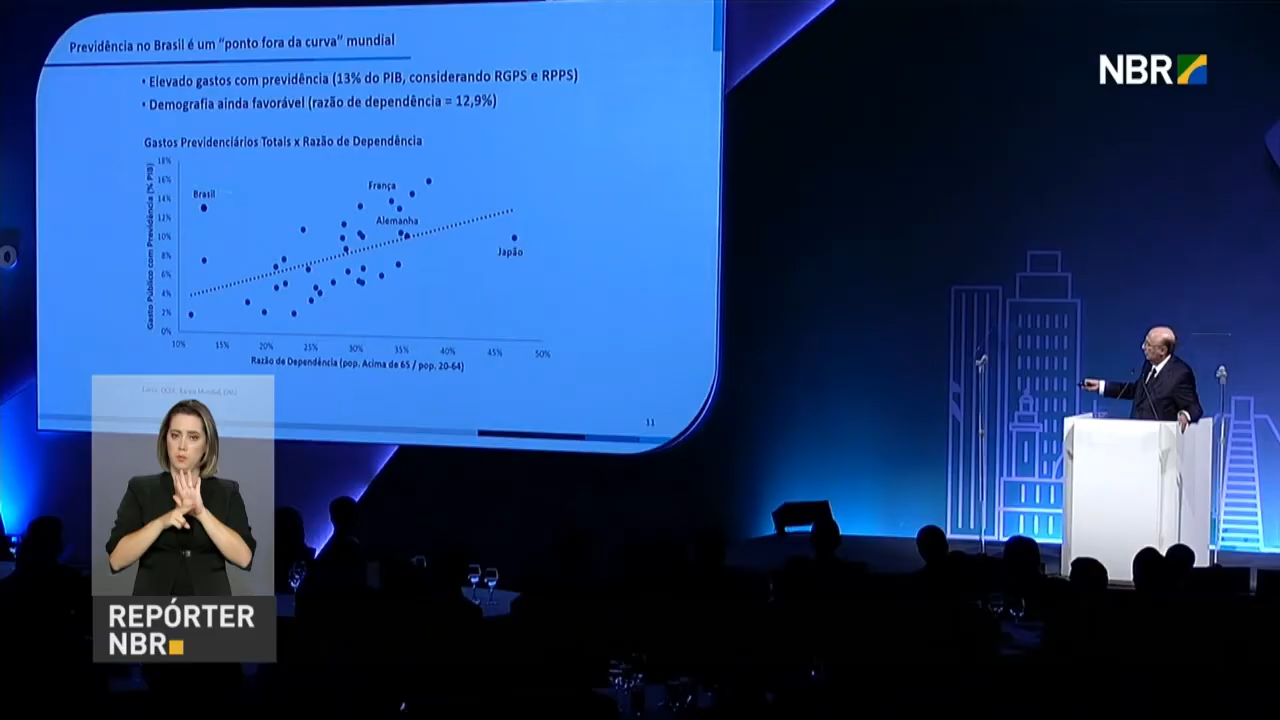 Previdência no Brasil é um "ponto fora da curva" mundial
• Elevado gastos com previdência (13% do PIB, considerando RGPS e RPPS)
• Demografia ainda favorável (razão de dependência = 12,9%)
Gastos Previdenciários Totais x Razão de Dependência
Gasto Público com Previdência (% PIB)
18%
16%
14%
12%
10%
8%
6%
4%
2%
0%
Brasil
França
Alemanha
Japão
10% 15% 20% 25% 30% 35% 40% 45% 50%
Razão de Dependência (pop. Acima de 65 / pop. 20-64)
11
NBR
REPÓRTER
NBR